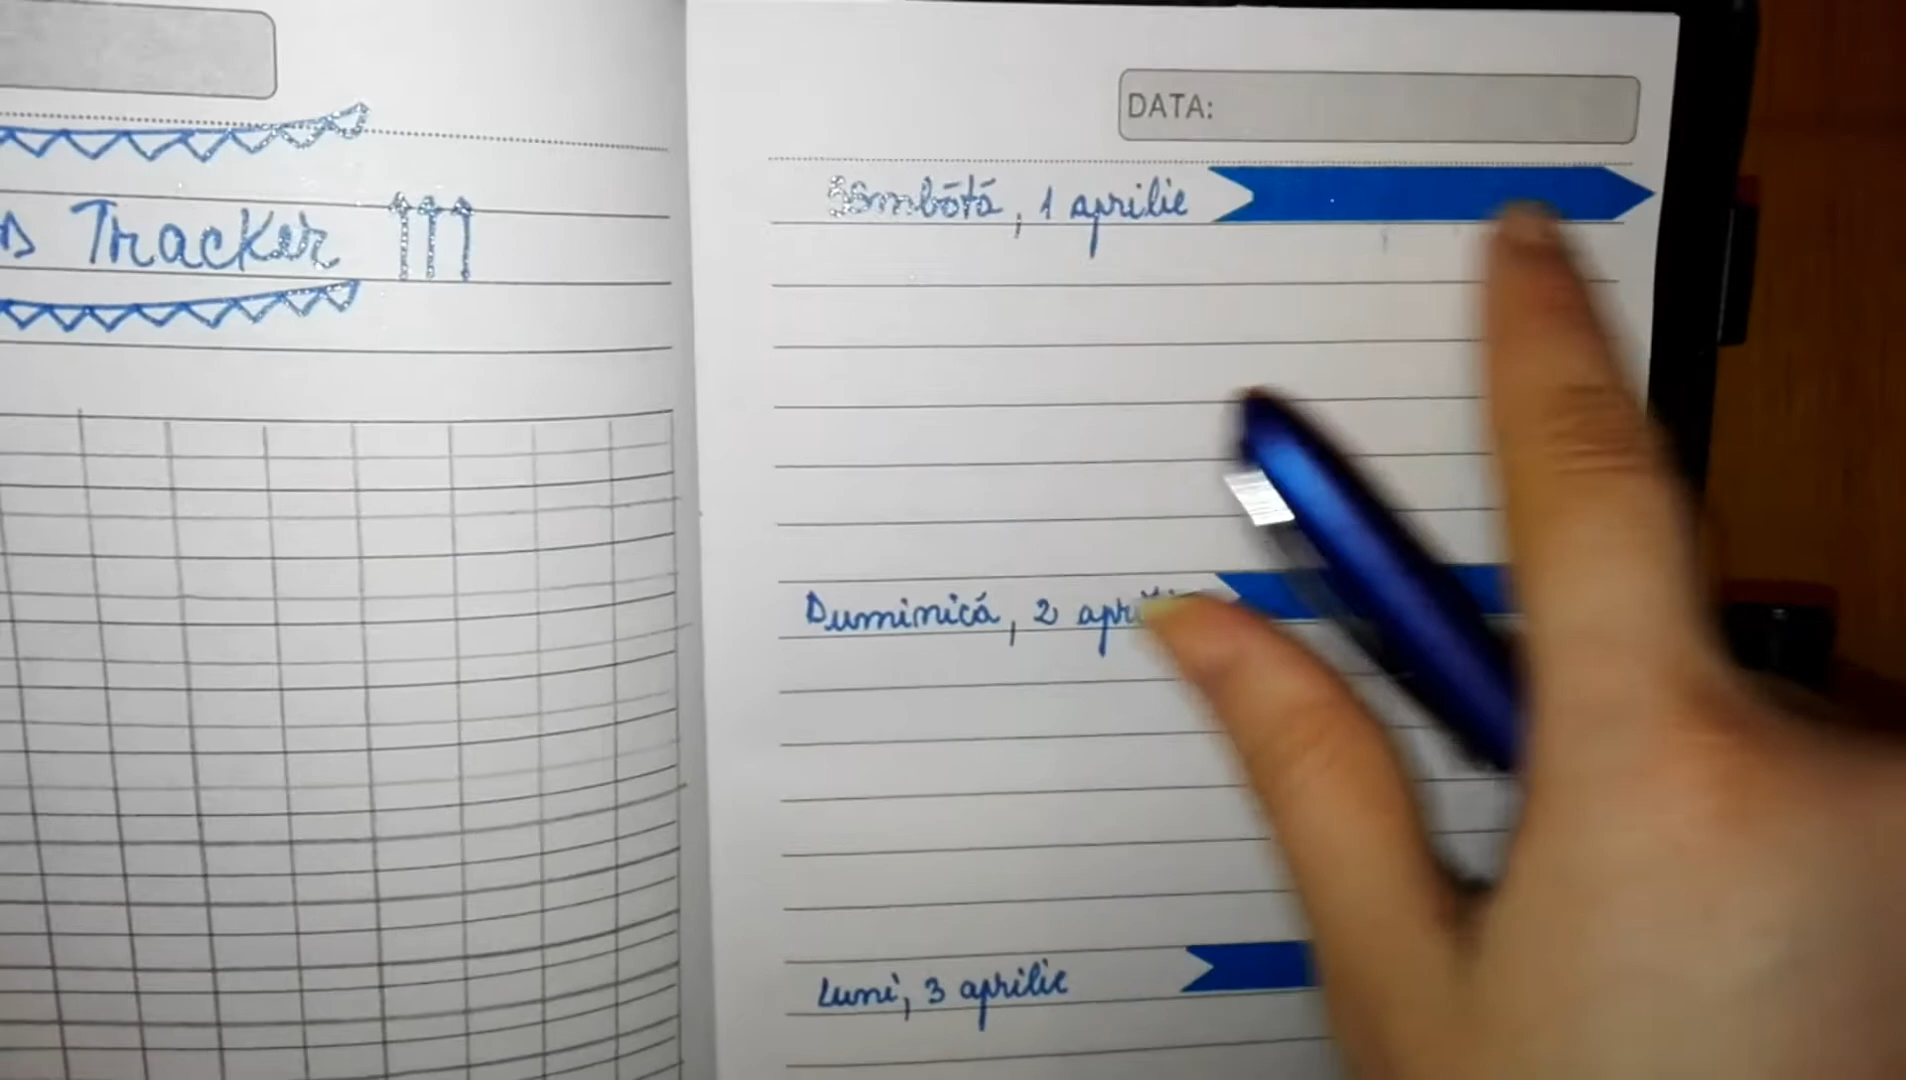 Tracker
DATA:
Sâmbătă, 1 aprilie
Duminică, 2
Luni, 3 aprilie